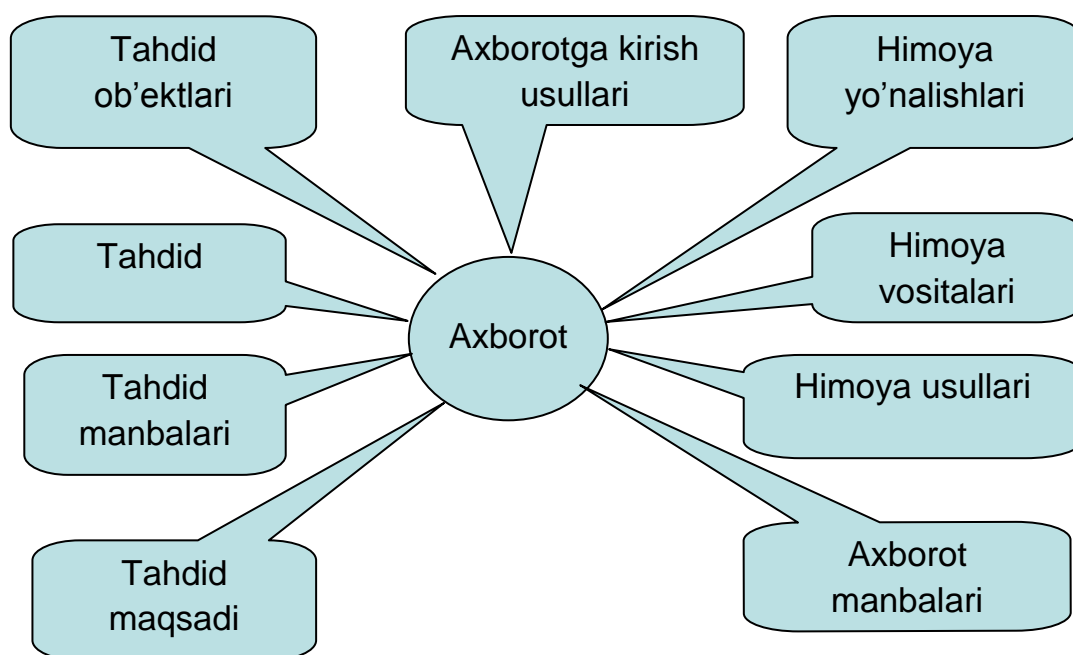 Tahdid
ob’ektlari
Axborotga kirish
usullari
Himoya
yo’nalishlari
Tahdid
Himoya
vositalari
Axborot
Tahdid
manbalari
Himoya usullari
Tahdid
maqsadi
Axborot
manbalari